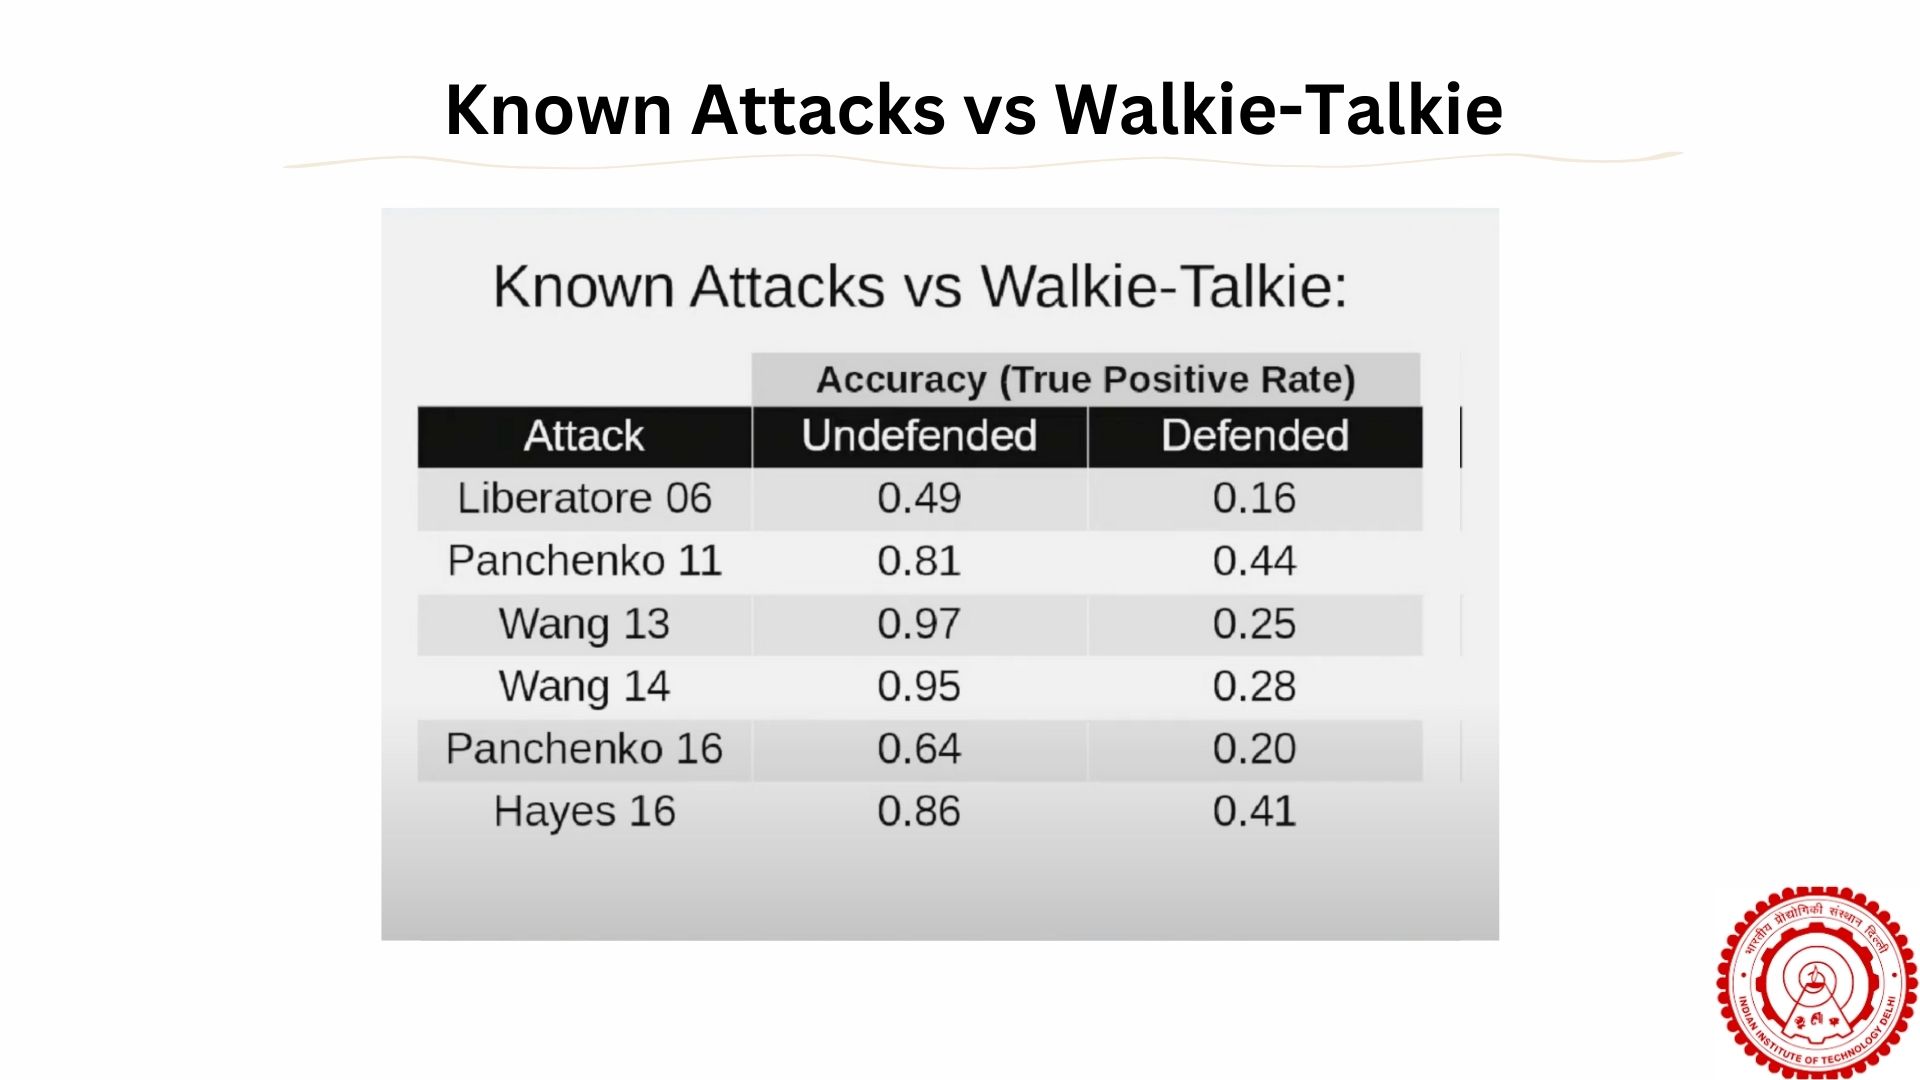 Known Attacks vs Walkie-Talkie
Known Attacks vs Walkie-Talkie:
Accuracy (True Positive Rate)
Attack Undefended Defended
Liberatore 06 0.49 0.16
Panchenko 11 0.81 0.44
Wang 13 0.97 0.25
Wang 14 0.95 0.28
Panchenko 16 0.64 0.20
Hayes 16 0.86 0.41
भारतीय प्रौद्योगिकी संस्थान दिल्ली
INDIAN INSTITUTE OF TECHNOLOGY DELHI